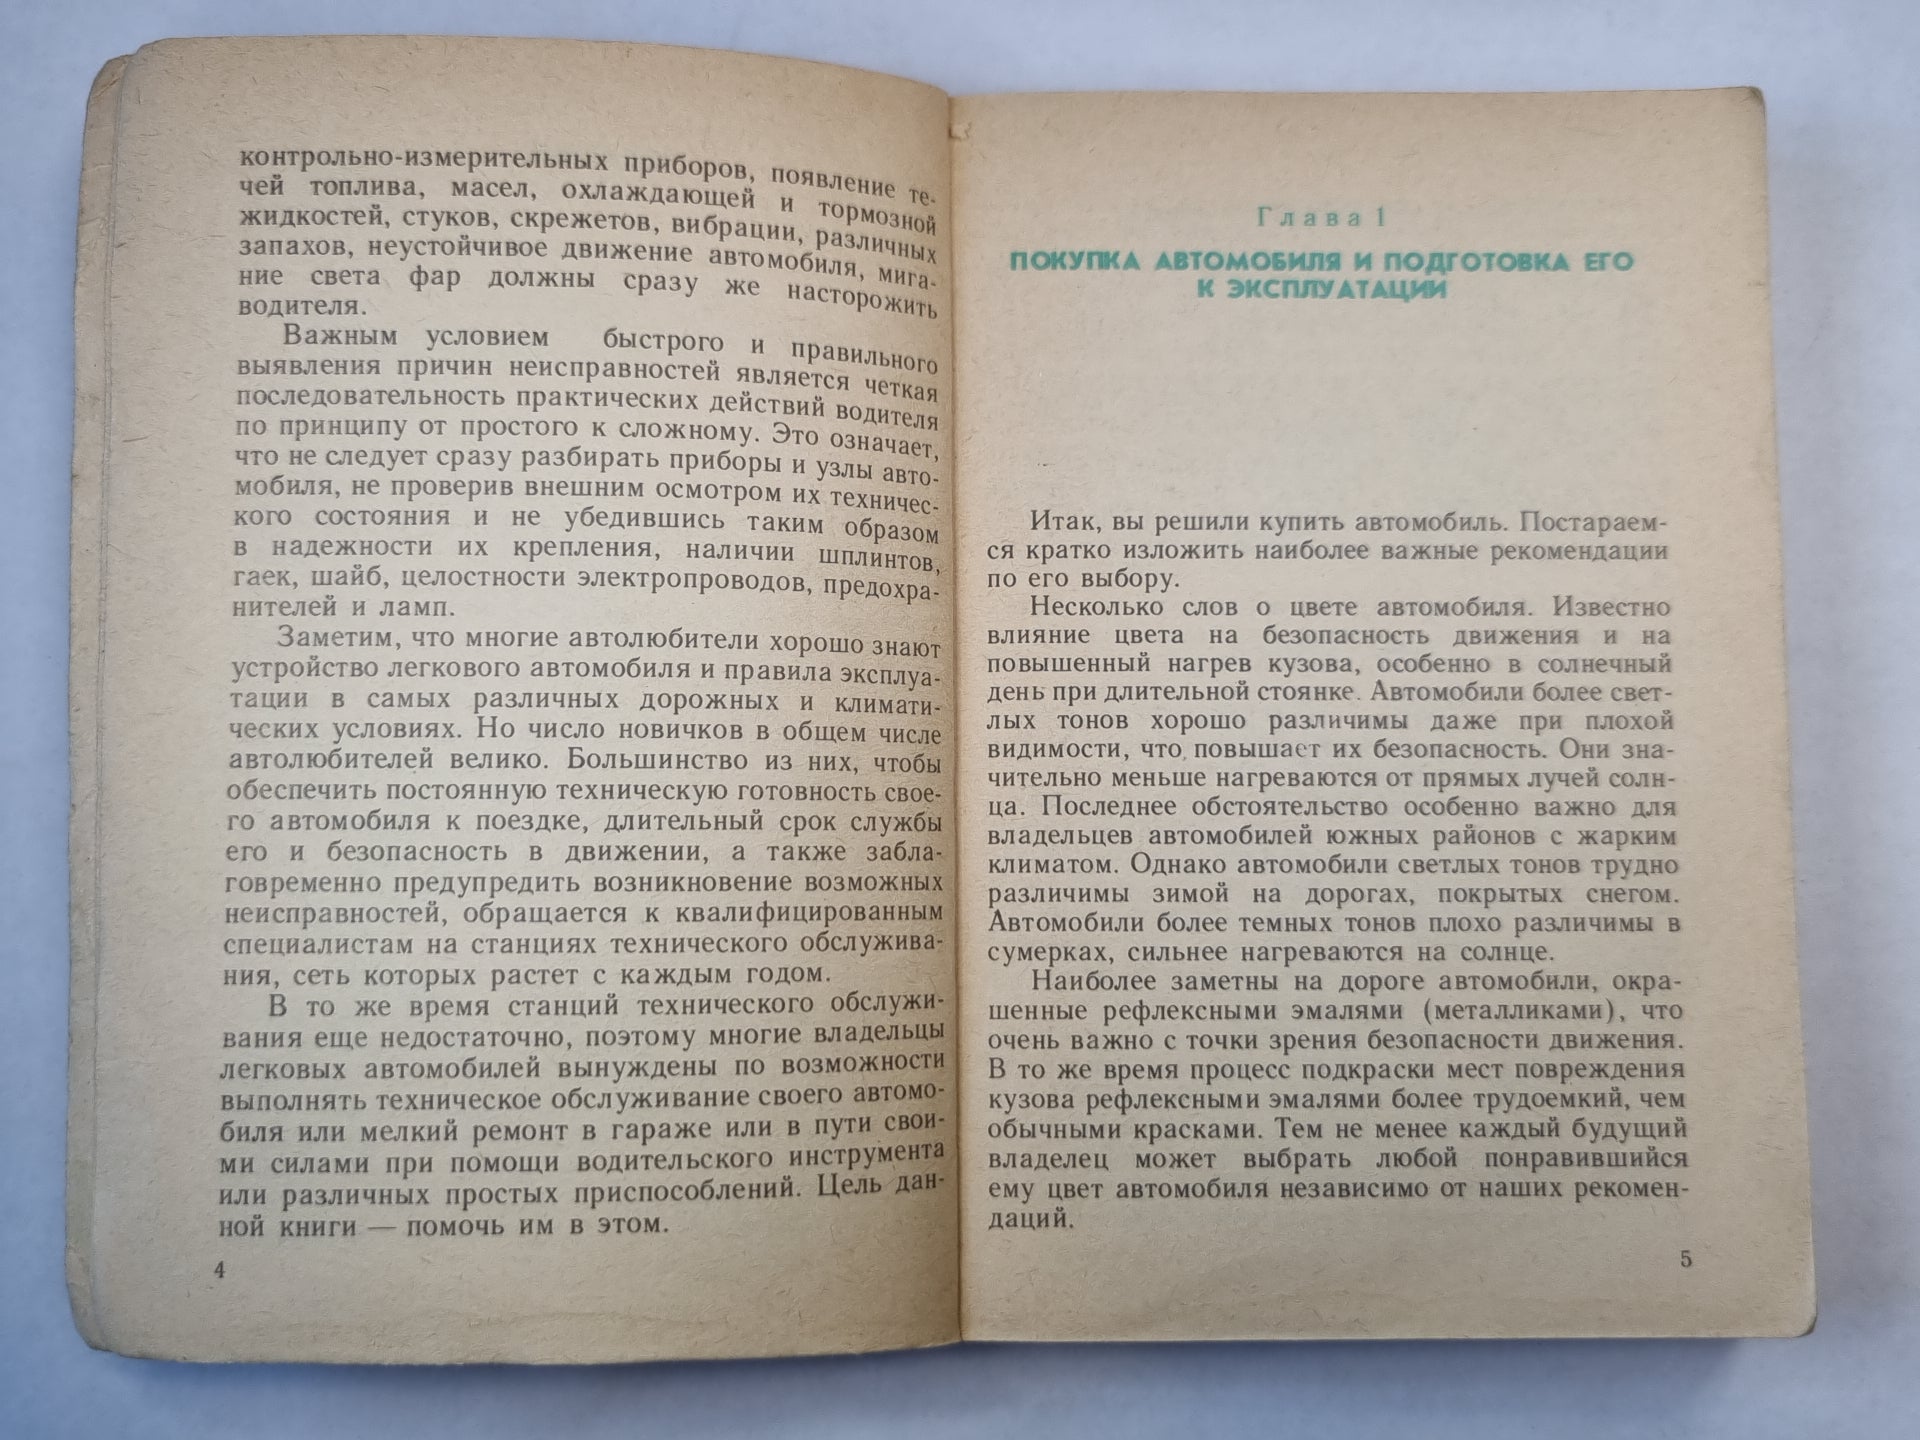 контрольно-измерительных приборов, появление те-
чей топлива, масел, охлаждающей и тормозной
жидкостей, стуков, скрежетов, вибрации, различных
запахов, неустойчивое движение автомобиля, мига-
ние света фар должны сразу же насторожить
водителя.
Важным условием быстрого и правильного
выявления причин неисправностей является четкая
последовательность практических действий водителя
по принципу от простого к сложному. Это означает,
что не следует сразу разбирать приборы и узлы авто-
мобиля, не проверив внешним осмотром их техничес-
кого состояния и не убедившись таким образом
в надежности их крепления, наличии шплинтов,
гаек, шайб, целостности электропроводов, предохра-
нителей и ламп.
Заметим, что многие автолюбители хорошо знают
устройство легкового автомобиля и правила эксплуа-
тации в самых различных дорожных и климати-
ческих условиях. Но число новичков в общем числе
автолюбителей велико. Большинство из них, чтобы
обеспечить постоянную техническую готовность свое-
го автомобиля к поездке, длительный срок службы
его и безопасность в движении, а также забла-
говременно предупредить возникновение возможных
неисправностей, обращается к квалифицированным
специалистам на станциях технического обслужива-
ния, сеть которых растет с каждым годом.
В то же время станций технического обслужи-
вания еще недостаточно, поэтому многие владельцы
легковых автомобилей вынуждены по возможности
выполнять техническое обслуживание своего автомо-
биля или мелкий ремонт в гараже или в пути свои-
ми силами при помощи водительского инструмента
или различных простых приспособлений. Цель дан-
ной книги — помочь им в этом.
4
Глава 1
ПОКУПКА АВТОМОБИЛЯ И ПОДГОТОВКА ЕГО
К ЭКСПЛУАТАЦИИ
Итак, вы решили купить автомобиль. Постараем-
ся кратко изложить наиболее важные рекомендации
по его выбору.
Несколько слов о цвете автомобиля. Известно
влияние цвета на безопасность движения и на
повышенный нагрев кузова, особенно в солнечный
день при длительной стоянке. Автомобили более свет-
лых тонов хорошо различимы даже при плохой
видимости, что повышает их безопасность. Они зна-
чительно меньше нагреваются от прямых лучей солн-
ца. Последнее обстоятельство особенно важно для
владельцев автомобилей южных районов с жарким
климатом. Однако автомобили светлых тонов трудно
различимы зимой на дорогах, покрытых снегом.
Автомобили более темных тонов плохо различимы в
сумерках, сильнее нагреваются на солнце.
Наиболее заметны на дороге автомобили, окра-
шенные рефлексными эмалями (металликами), что
очень важно с точки зрения безопасности движения.
В то же время процесс подкраски мест повреждения
кузова рефлексными эмалями более трудоемкий, чем
обычными красками. Тем не менее каждый будущий
владелец может выбрать любой понравившийся
ему цвет автомобиля независимо от наших рекомен-
даций.
5